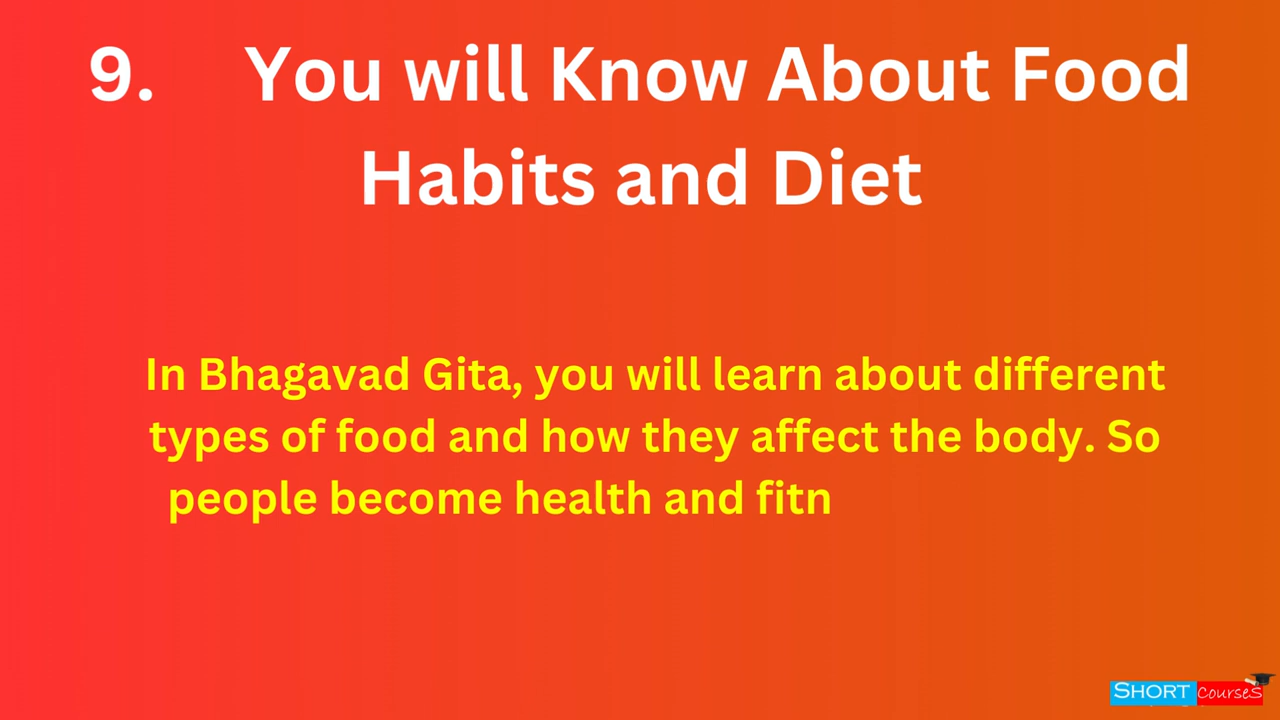 9. You will Know About Food
Habits and Diet
In Bhagavad Gita, you will learn about different
types of food and how they affect the body. So
people become health and fitn
SHORT CourseS